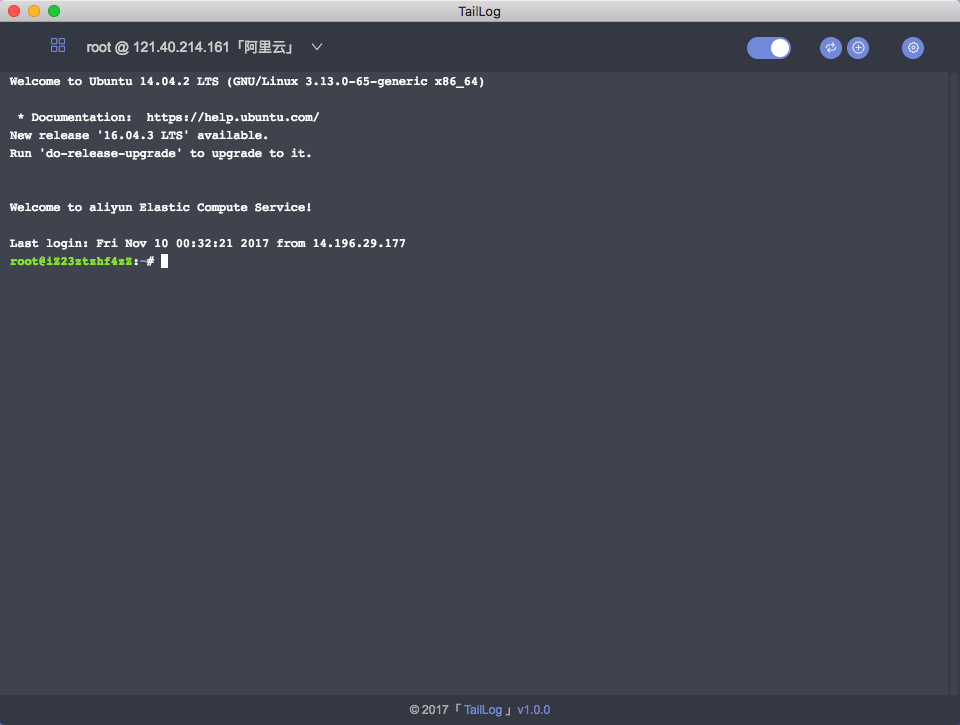 TailLog
root @ 121.40.214.161「阿里云」
Welcome to Ubuntu 14.04.2 LTS (GNU/Linux 3.13.0-65-generic x86_64)
* Documentation:  https://help.ubuntu.com/
New release '16.04.3 LTS' available.
Run 'do-release-upgrade' to upgrade to it.
Welcome to aliyun Elastic Compute Service!
Last login: Fri Nov 10 00:32:21 2017 from 14.196.29.177
root@iZ23ztzhf4zZ:~#
© 2017「 TailLog 」v1.0.0